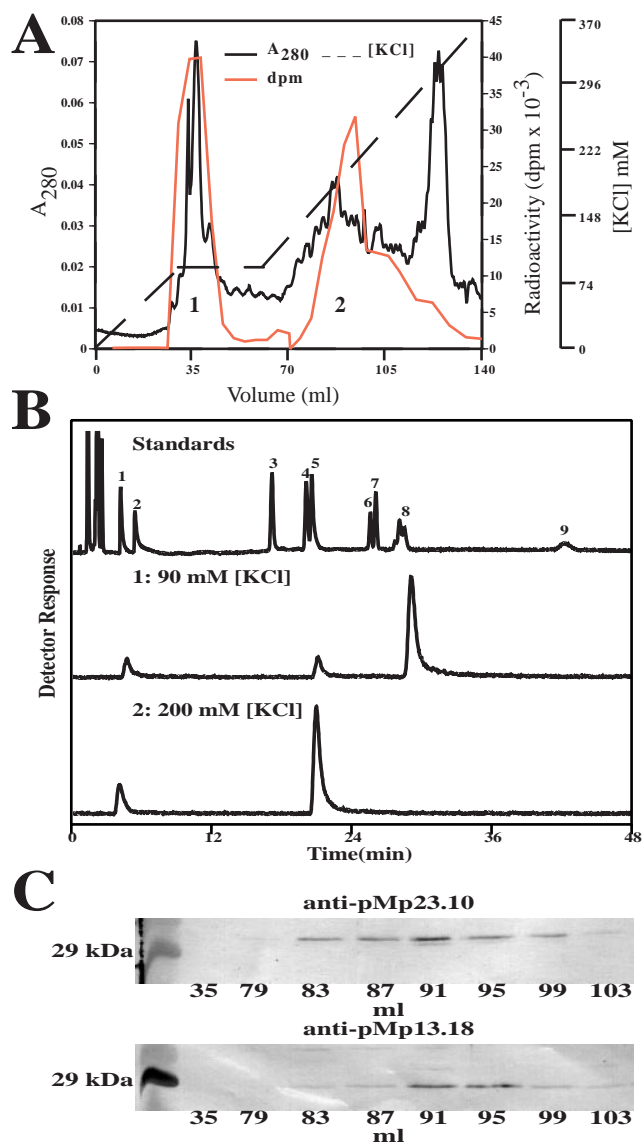 A
A280 _ _ _ [KCl]
dpm
0.08
0.07
0.06
0.05
0.04
0.03
0.02
0.01
0
A280
45
40
35
30
25
20
15
10
5
0
Radioactivity (dpm x 10-3)
370
296
222
148
74
0
[KCl] mM
1
2
0 35 70 105 140
Volume (ml)
B
Standards
1 2 3 4 5 6 7 8 9
1: 90 mM [KCl]
2: 200 mM [KCl]
Detector Response
0 12 24 36 48
Time(min)
C
anti-pMp23.10
29 kDa
35 79 83 87 91 95 99 103
ml
anti-pMp13.18
29 kDa
35 79 83 87 91 95 99 103
ml